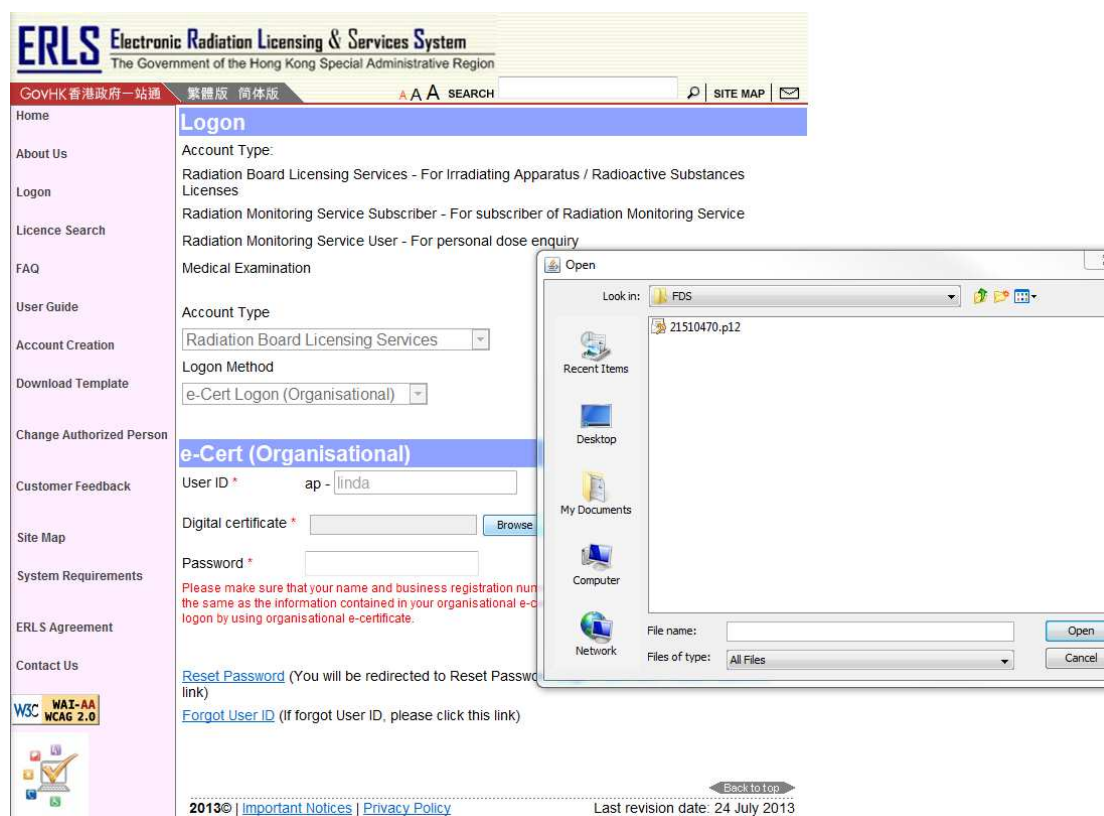 ERLS Electronic Radiation Licensing & Services System
The Government of the Hong Kong Special Administrative Region
GovHK香港政府一站通 繁體版 简体版 A A A SEARCH SITE MAP
Home
About Us
Logon
Licence Search
FAQ
User Guide
Account Creation
Download Template
Change Authorized Person
Customer Feedback
Site Map
System Requirements
ERLS Agreement
Contact Us
W3C WAI-AA
WCAG 2.0
Logon
Account Type:
Radiation Board Licensing Services - For Irradiating Apparatus / Radioactive Substances
Licenses
Radiation Monitoring Service Subscriber - For subscriber of Radiation Monitoring Service
Radiation Monitoring Service User - For personal dose enquiry
Medical Examination
Account Type
Radiation Board Licensing Services
Logon Method
e-Cert Logon (Organisational)
e-Cert (Organisational)
User ID * ap - linda
Digital certificate * Browse
Password *
Please make sure that your name and business registration
the same as the information contained in your organisational
logon by using organisational e-certificate.
Reset Password (You will be redirected to Reset
link)
Forgot User ID (If forgot User ID, please click this link)
Back to top
2013© | Important Notices | Privacy Policy Last revision date: 24 July 2013
Open
Look in: FDS
21510470.p12
Recent Items
Desktop
My Documents
Computer
Network
File name: Open
Files of type: All Files Cancel